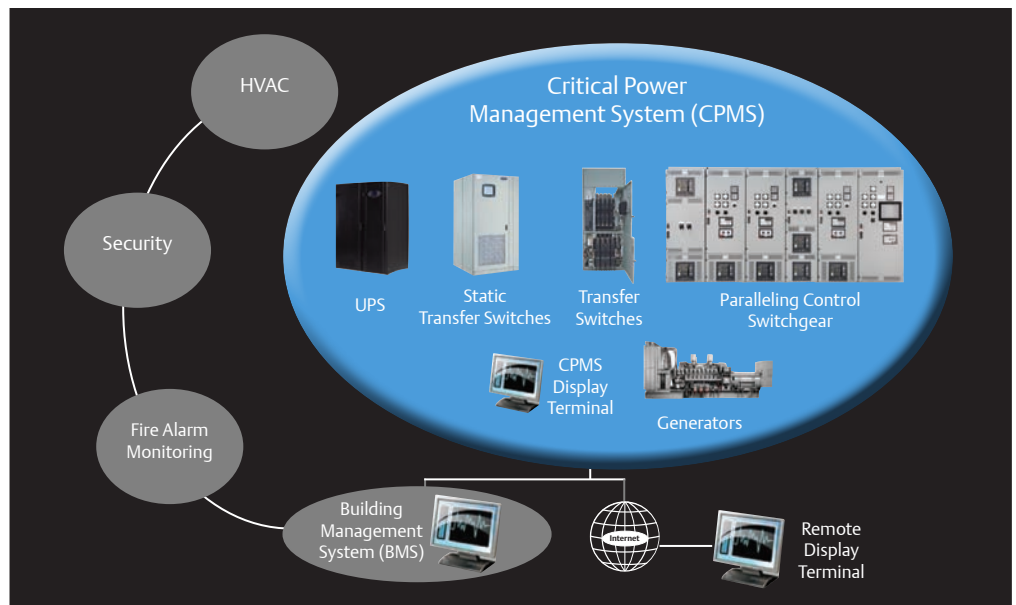 HVAC
Critical Power
Management System (CPMS)
Security
UPS
Static
Transfer Switches
Transfer
Switches
Paralleling Control
Switchgear
CPMS
Display
Terminal
Generators
Fire Alarm
Monitoring
Building
Management
System (BMS)
Internet
Remote
Display
Terminal